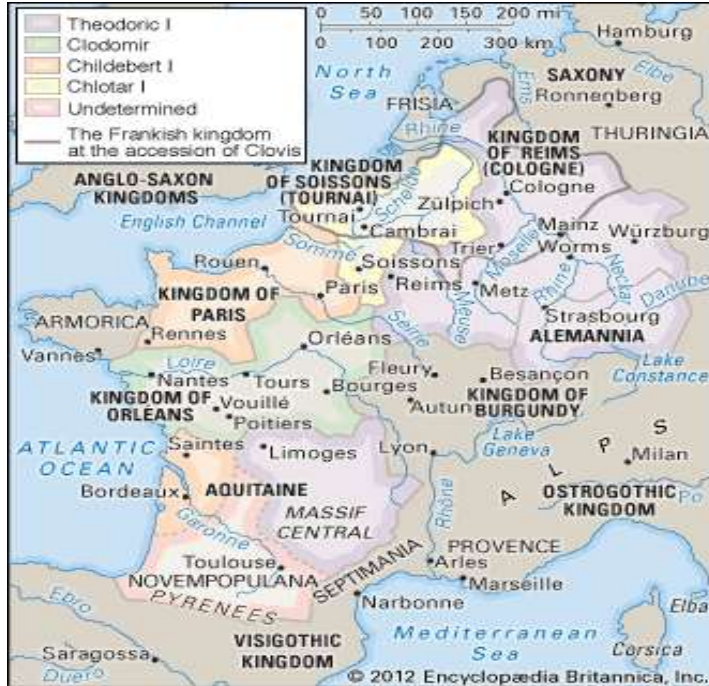 Theodoric I
Clodomir
Childebert I
Chlotar I
Undetermined
The Frankish kingdom
at the accession of Clovis
0 50 100 150 200 mi
0 100 200 300 km
Hamburg
North
Sea
Elbe
Ems
SAXONY
Ronnenberg
FRISIA
Rhine
THURINGIA
KINGDOM
OF REIMS
(COLOGNE)
KINGDOM
OF SOISSONS
(TOURNAI)
ANGLO-SAXON
KINGDOMS
Cologne
Zülpich
Schelde
Tournai
English Channel
Cambrai
Mainz
Würzburg
Somme
Trier
Moselle
Worms
Rouen
Soissons
Neckar
Reims
Metz
Rhine
Danube
Paris
Meuse
KINGDOM OF
PARIS
Strasbourg
ARMORICA
Rennes
Orléans
Seine
ALEMANNIA
Vannes
Loire
Fleury
Lake
Constance
Nantes
Tours
Bourges
Besançon
KINGDOM OF
ORLÉANS
Vouillé
Autun
KINGDOM OF
BURGUNDY
Poitiers
ATLANTIC
OCEAN
Saintes
Limoges
Lyon
Lake
Geneva
ALPS
Milan
Bordeaux
AQUITAINE
OSTROGOTHIC
KINGDOM
Po
MASSIF
CENTRAL
Garonne
Rhône
PROVENCE
Toulouse
SEPTIMANIA
Arles
NOVEMPOPULANA
Marseille
PYRENEES
Narbonne
Elba
Ebro
Mediterranean
Sea
VISIGOTHIC
KINGDOM
Corsica
Saragossa
Duero
© 2012 Encyclopædia Britannica, Inc.